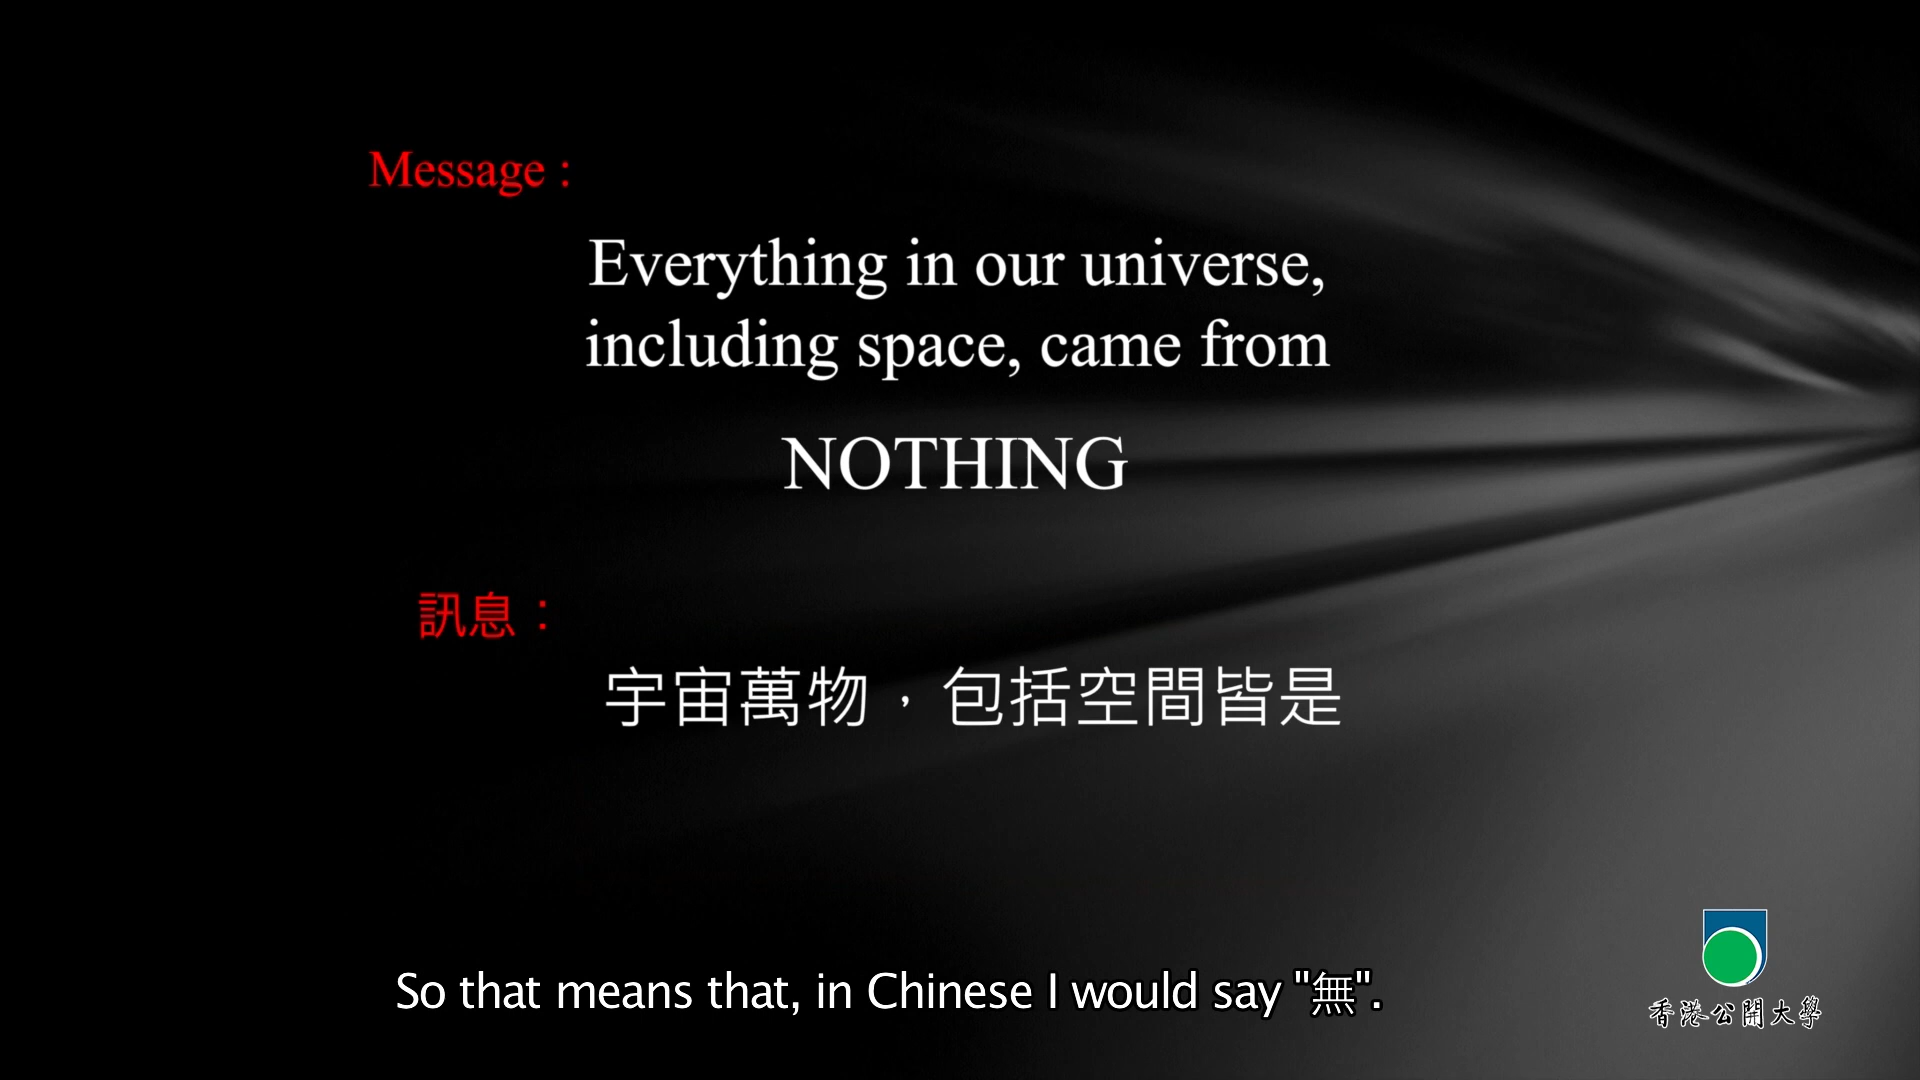 Message :
Everything in our universe,
including space, came from
NOTHING
訊息：
宇宙萬物，包括空間皆是
So that means that, in Chinese I would say "無".
香港公開大學